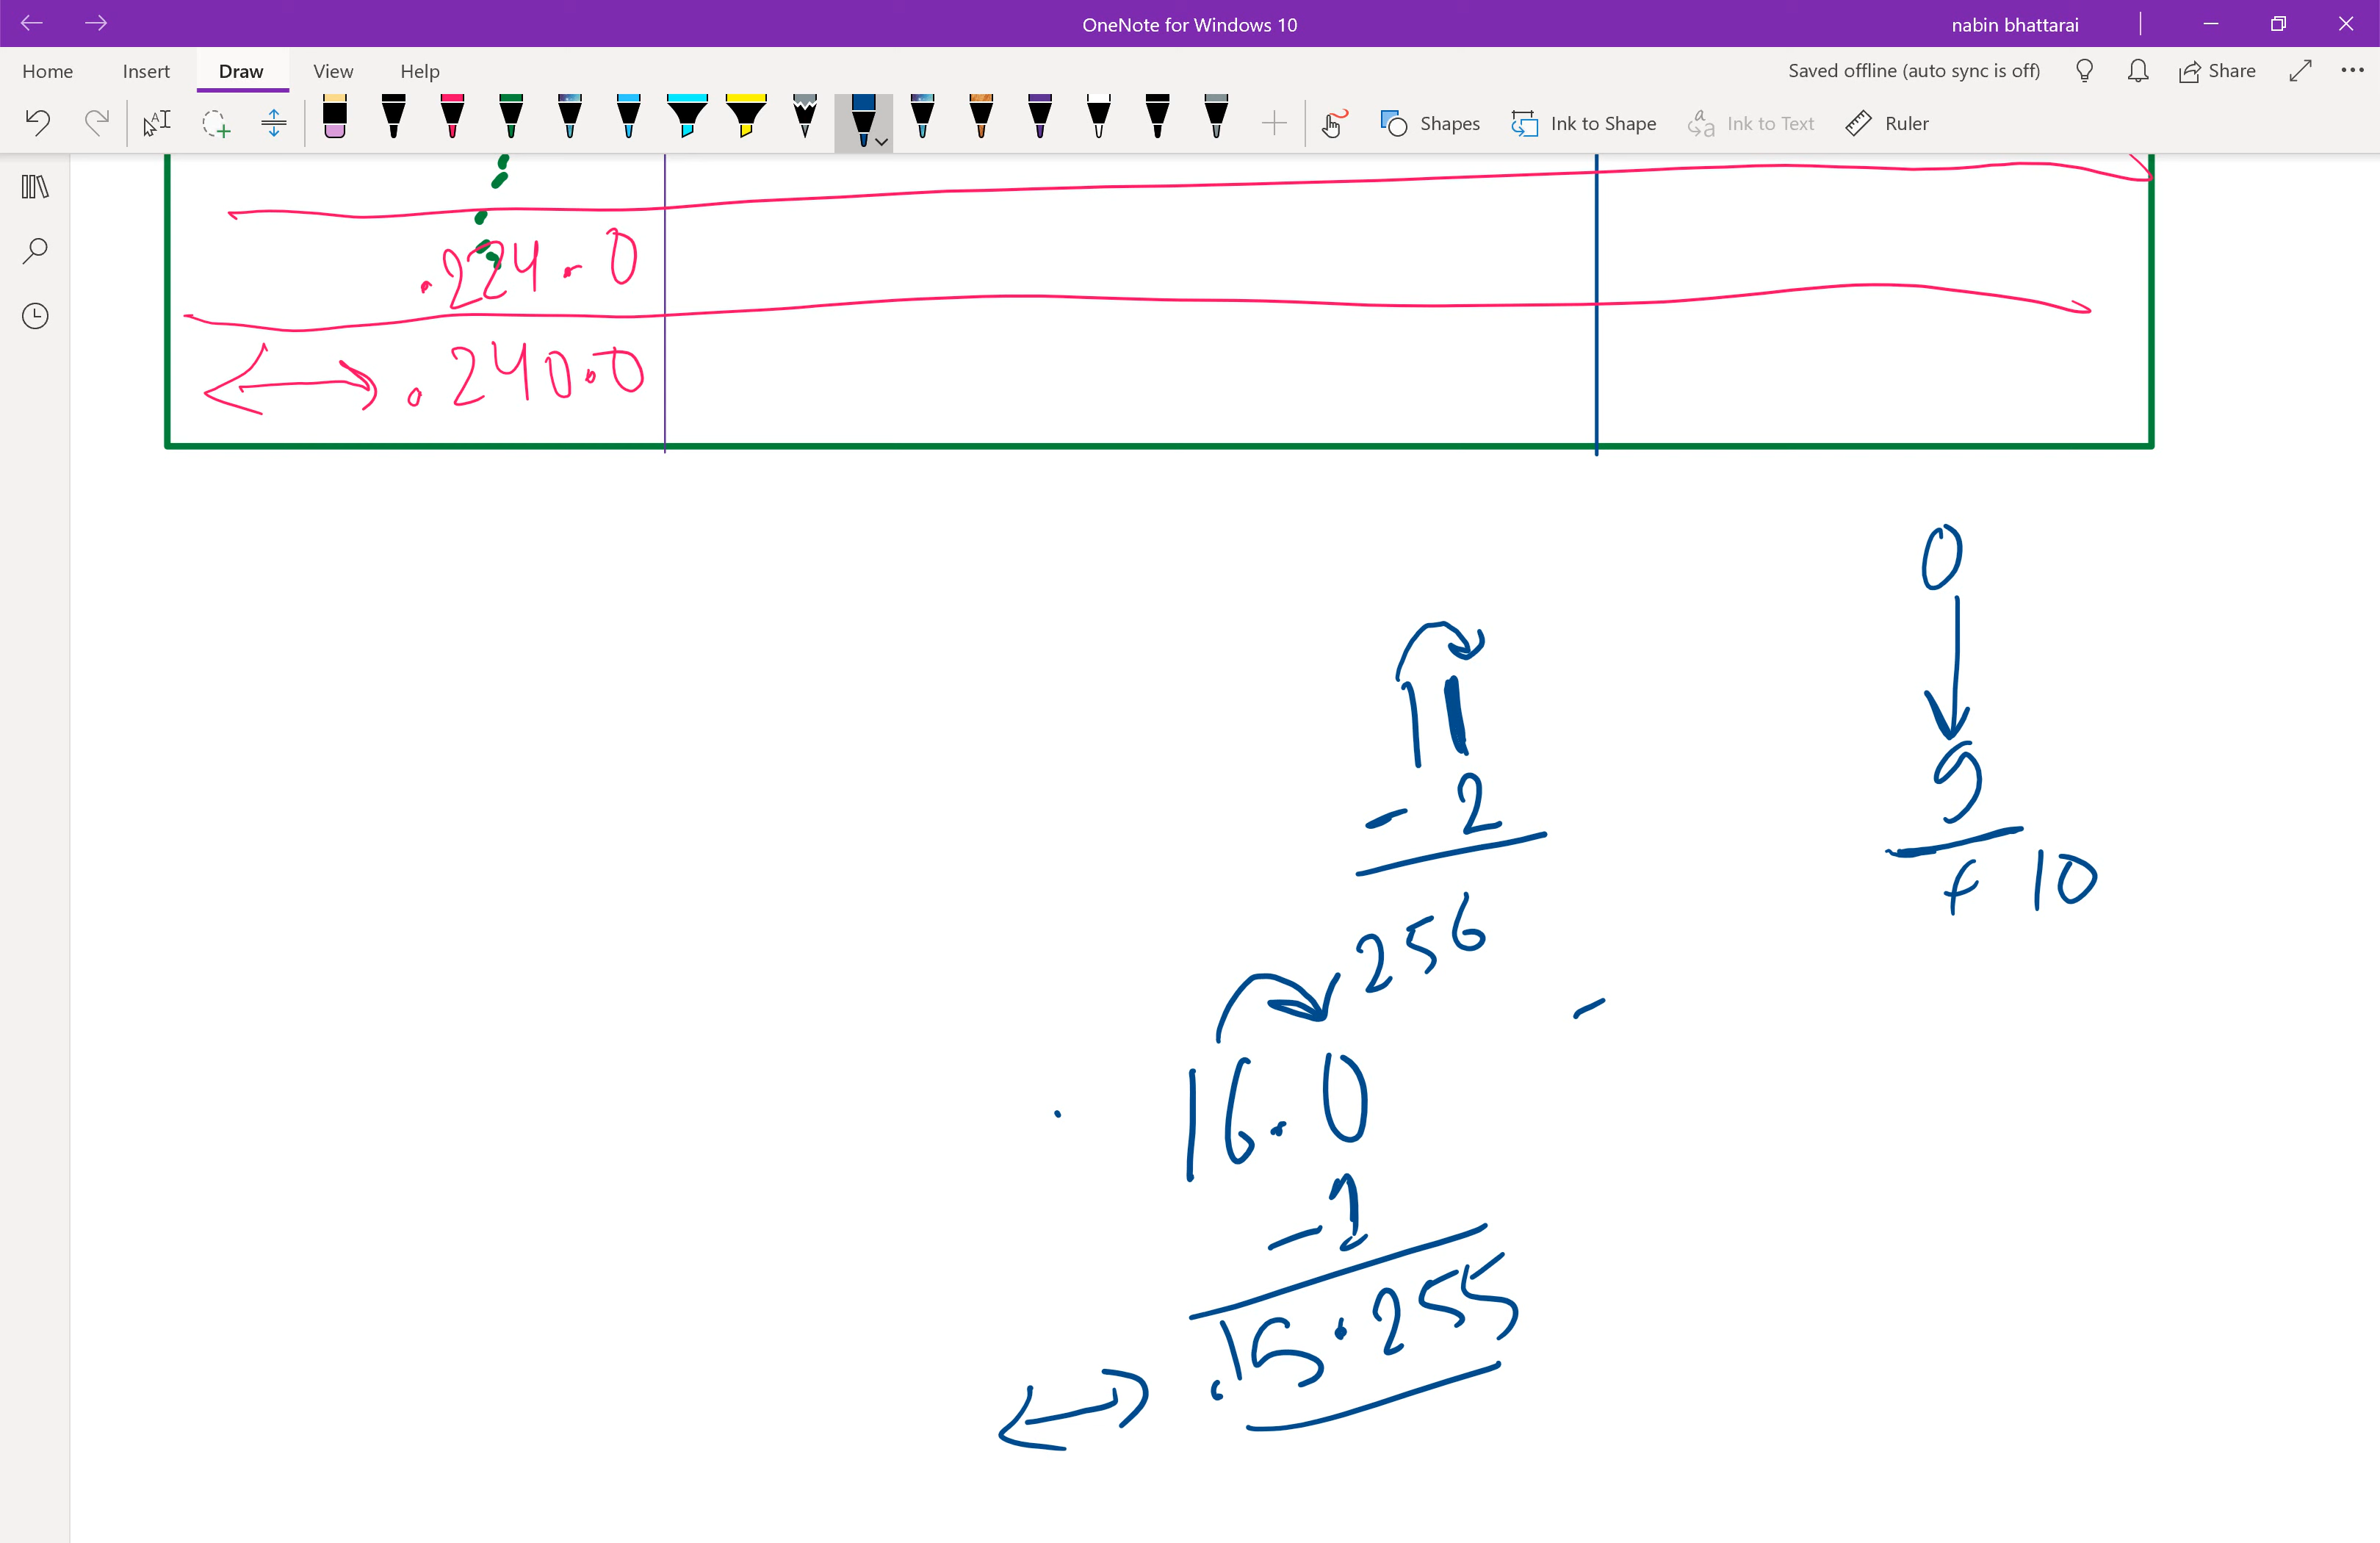 OneNote for Windows 10
nabin bhattarai
Home Insert Draw View Help
Saved offline (auto sync is off) Share
Shapes Ink to Shape Ink to Text Ruler
.224.0
.240.0
0
11
9
- 2
10
256
16.0
-1
.15.255